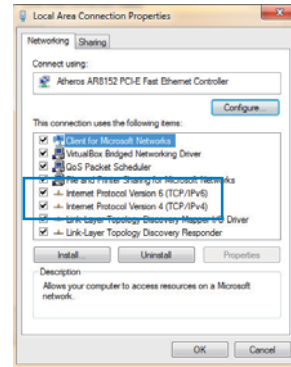 Local Area Connection Properties
Networking Sharing
Connect using:
Atheros AR8152 PCI-E Fast Ethernet Controller
Configure...
This connection uses the following items:
Client for Microsoft Networks
VirtualBox Bridged Networking Driver
QoS Packet Scheduler
File and Printer Sharing for Microsoft Networks
Internet Protocol Version 6 (TCP/IPv6)
Internet Protocol Version 4 (TCP/IPv4)
Link-Layer Topology Discovery Mapper I/O Driver
Link-Layer Topology Discovery Responder
Install... Uninstall Properties
Description
Allows your computer to access resources on a Microsoft
network.
OK Cancel